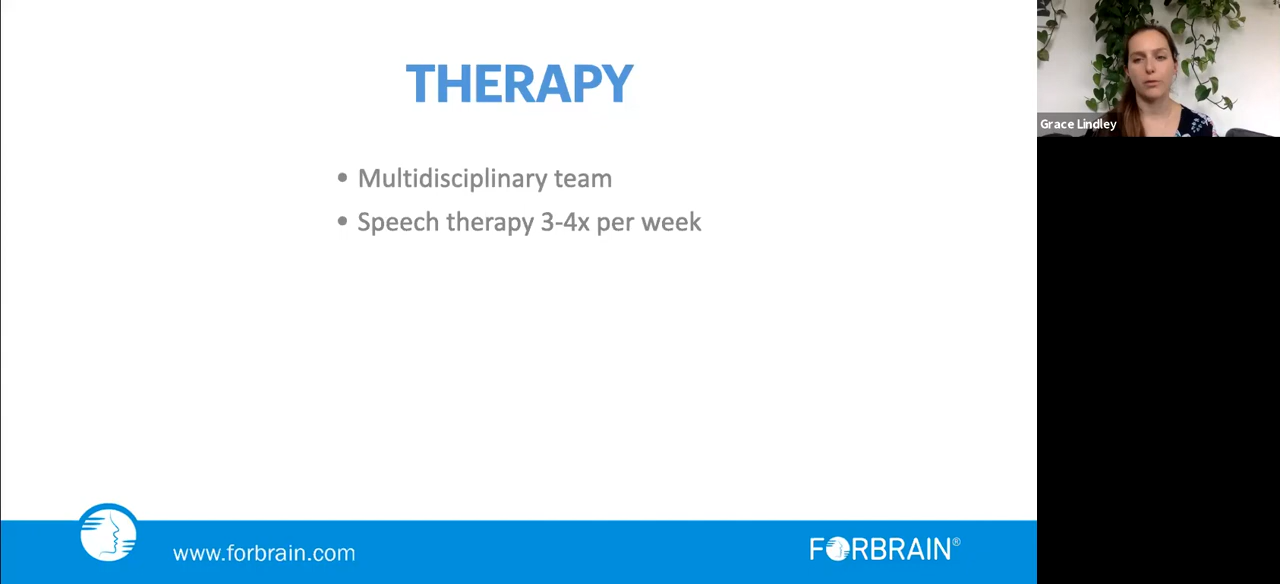 THERAPY
• Multidisciplinary team
• Speech therapy 3-4x per week
Grace Lindley
www.forbrain.com
FORBRAIN®